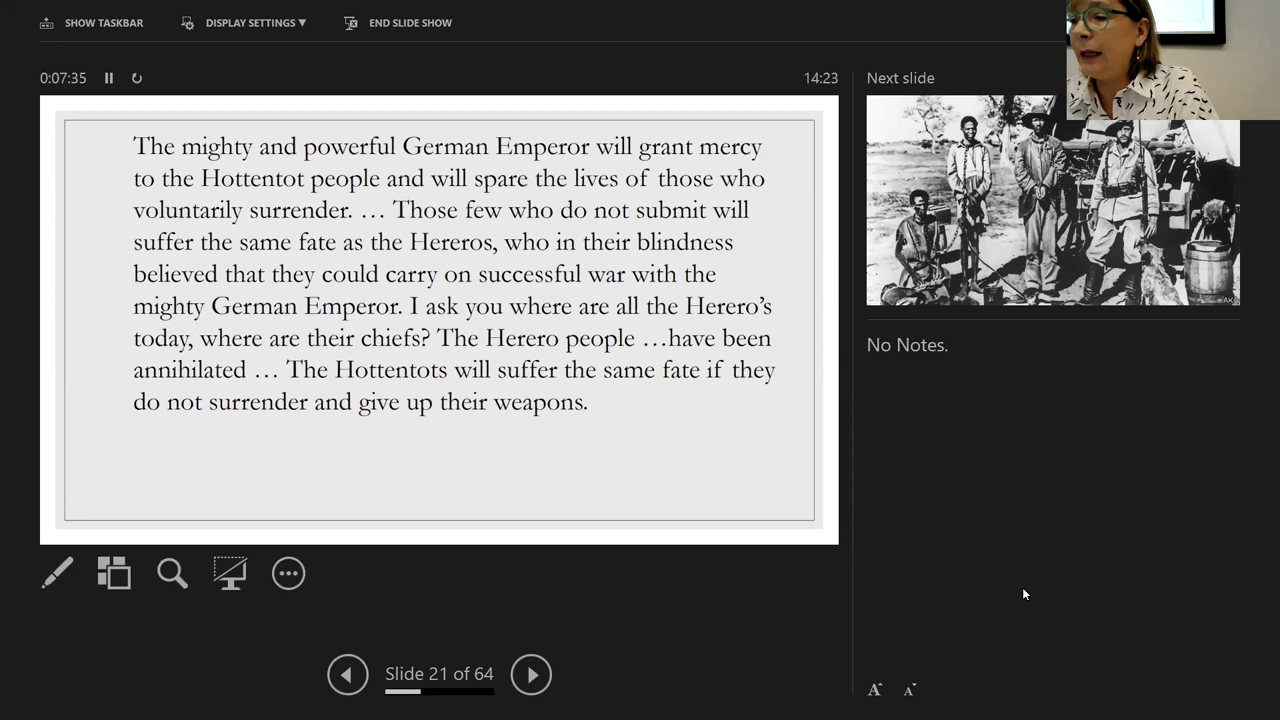 SHOW TASKBAR
DISPLAY SETTINGS ▼
END SLIDE SHOW
0:07:35
14:23
Next slide
The mighty and powerful German Emperor will grant mercy
to the Hottentot people and will spare the lives of those who
voluntarily surrender. … Those few who do not submit will
suffer the same fate as the Hereros, who in their blindness
believed that they could carry on successful war with the
mighty German Emperor. I ask you where are all the Herero’s
today, where are their chiefs? The Herero people …have been
annihilated … The Hottentots will suffer the same fate if they
do not surrender and give up their weapons.
No Notes.
Slide 21 of 64
A A